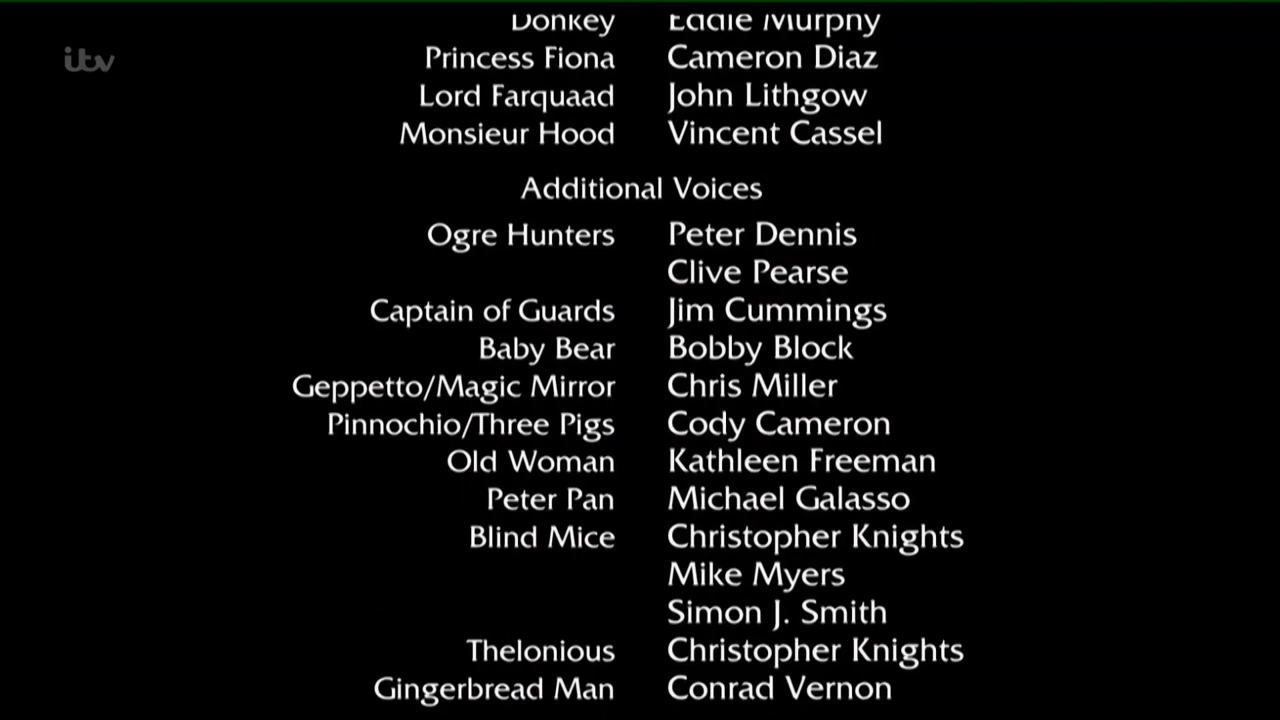 itv
Donkey Eddie Murphy
Princess Fiona Cameron Diaz
Lord Farquaad John Lithgow
Monsieur Hood Vincent Cassel
Additional Voices
Ogre Hunters Peter Dennis
Clive Pearse
Captain of Guards Jim Cummings
Baby Bear Bobby Block
Geppetto/Magic Mirror Chris Miller
Pinnochio/Three Pigs Cody Cameron
Old Woman Kathleen Freeman
Peter Pan Michael Galasso
Blind Mice Christopher Knights
Mike Myers
Simon J. Smith
Thelonious Christopher Knights
Gingerbread Man Conrad Vernon